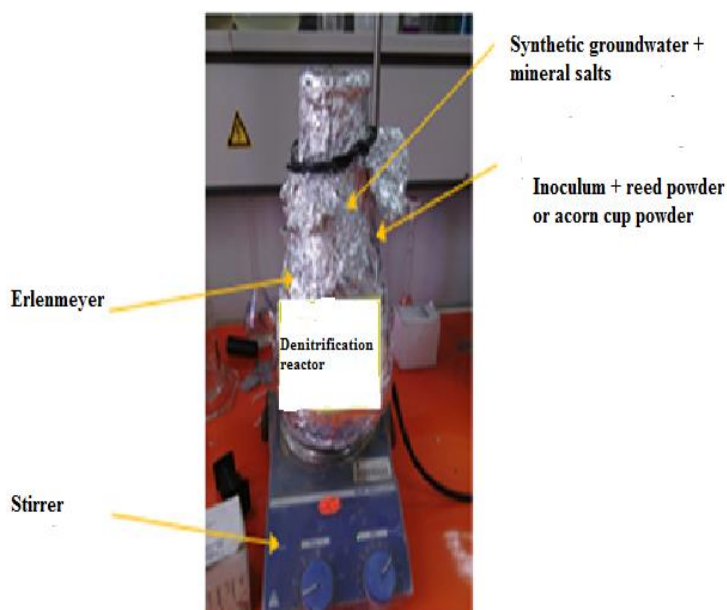 Synthetic groundwater +
mineral salts
Inoculum + reed powder
or acorn cup powder
Erlenmeyer
Denitrification
reactor
Stirrer